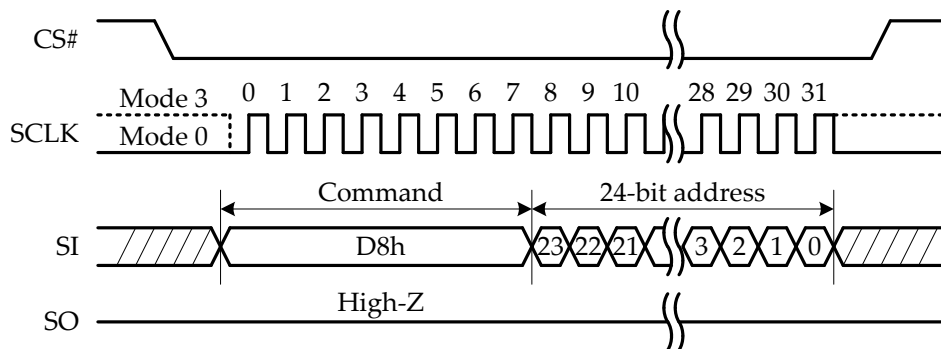 CS#
Mode 3
0 1 2 3 4 5 6 7 8 9 10 28 29 30 31
SCLK
Mode 0
Command
24-bit address
SI
D8h
23 22 21 3 2 1 0
High-Z
SO